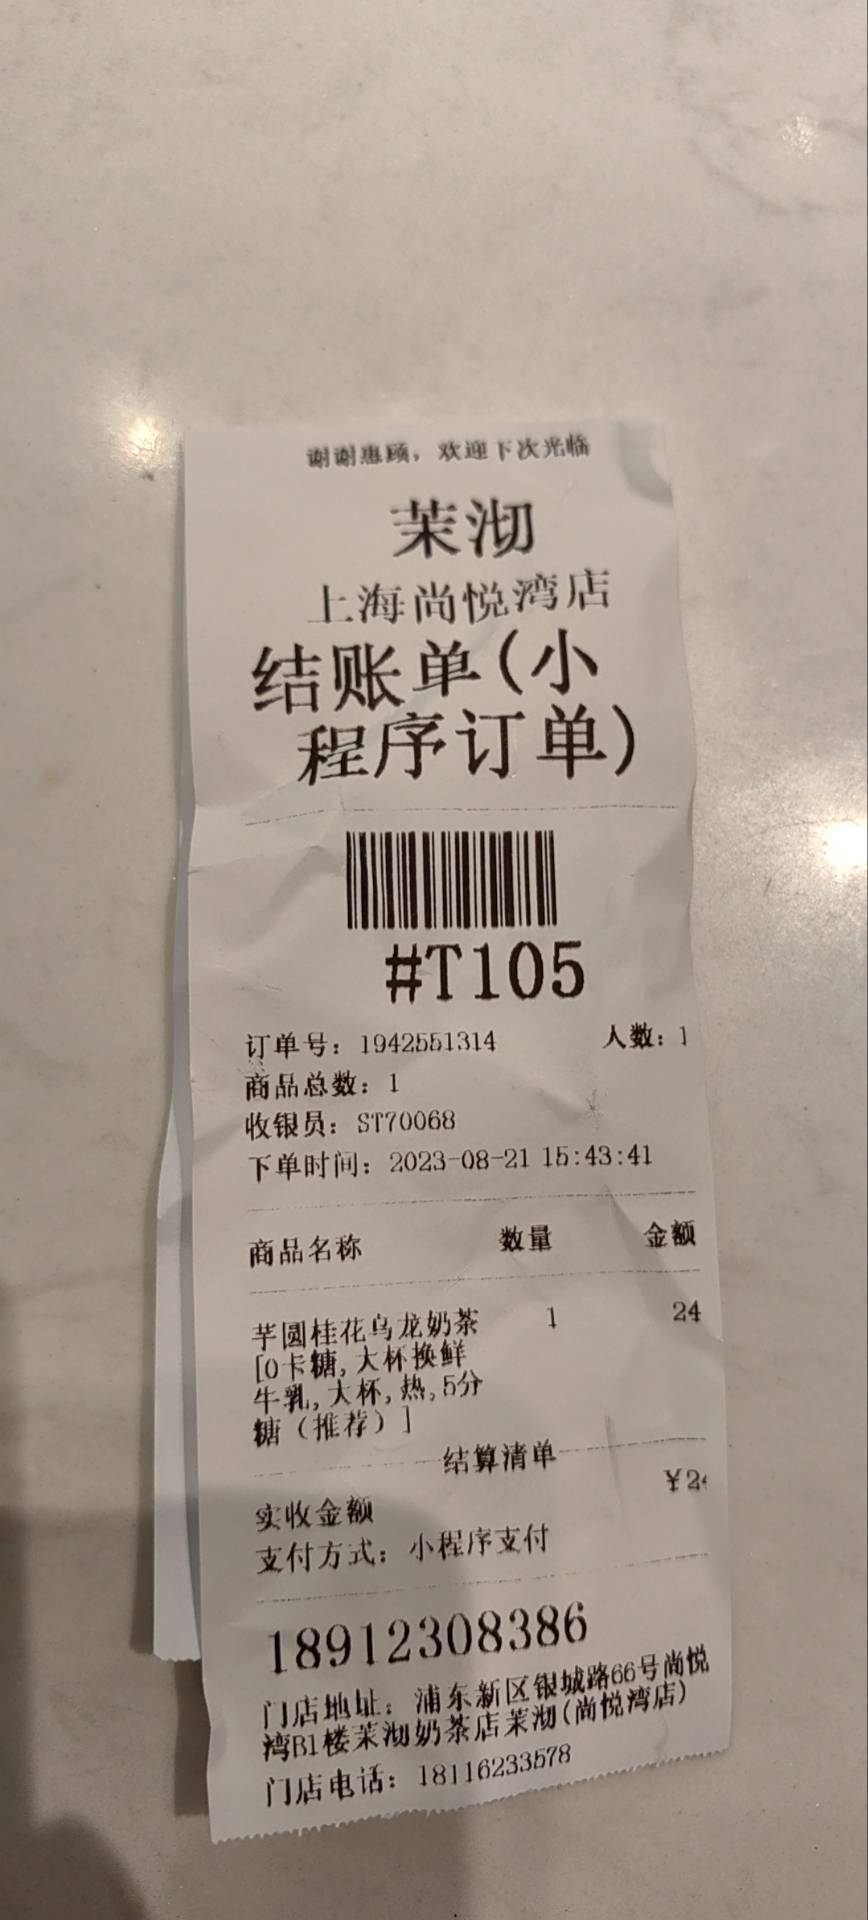 谢谢惠顾，欢迎下次光临
茉沏
上海尚悦湾店
结账单(小
程序订单)
#T105
订单号：1942551314 人数：1
商品总数：1
收银员：ST70068
下单时间：2023-08-21 15:43:41
商品名称 数量 金额
芋圆桂花乌龙奶茶 1 24
[0卡糖,大杯换鲜
牛乳,大杯,热,5分
糖（推荐）]
结算清单
实收金额 ¥24
支付方式：小程序支付
18912308386
门店地址：浦东新区银城路66号尚悦
湾B1楼茉沏奶茶店茉沏(尚悦湾店)
门店电话：18116233578